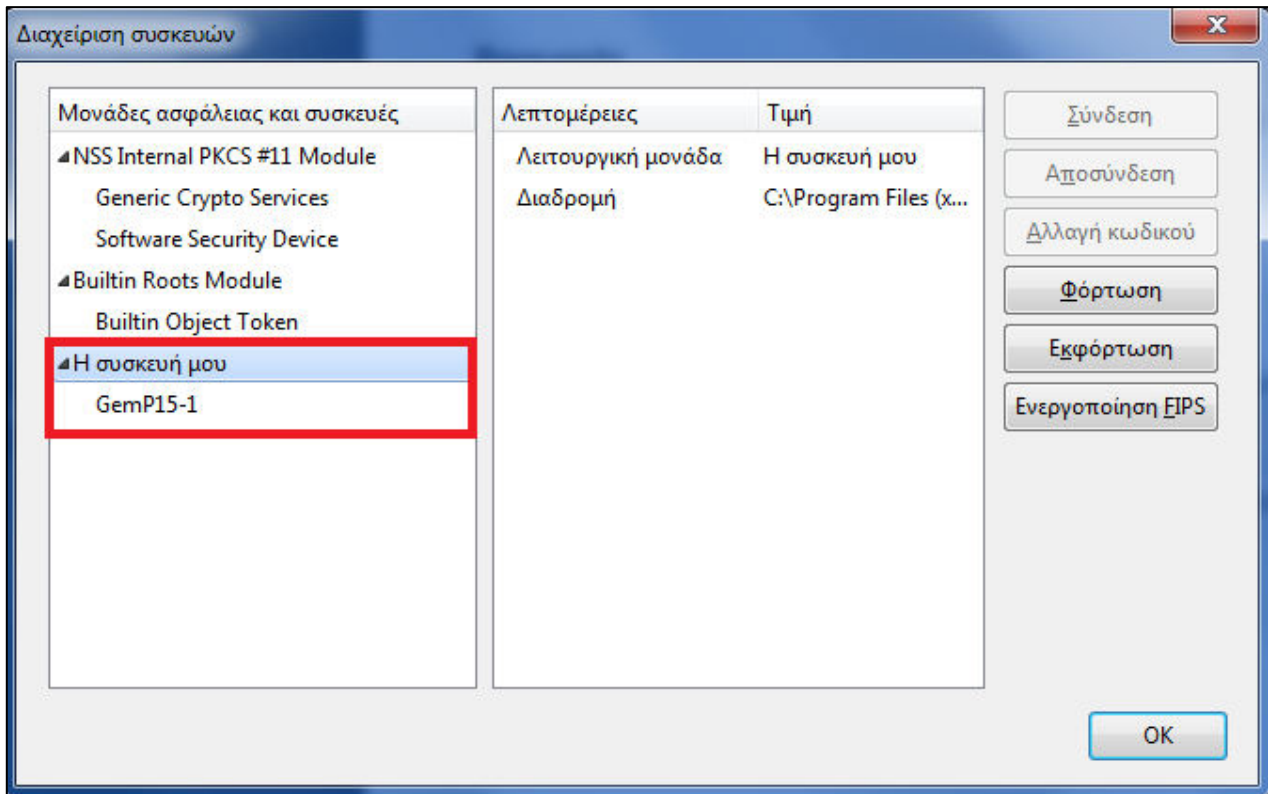 Διαχείριση συσκευών
Μονάδες ασφάλειας και συσκευές
NSS Internal PKCS #11 Module
Generic Crypto Services
Software Security Device
Builtin Roots Module
Builtin Object Token
Η συσκευή μου
GemP15-1
Λεπτομέρειες Τιμή
Λειτουργική μονάδα Η συσκευή μου
Διαδρομή C:\Program Files (x...
Σύνδεση
Αποσύνδεση
Αλλαγή κωδικού
Φόρτωση
Εκφόρτωση
Ενεργοποίηση FIPS
OK